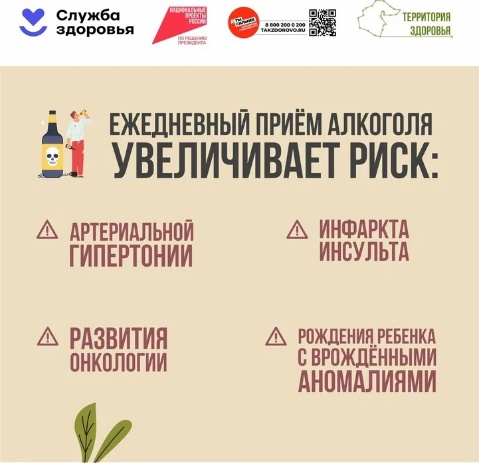 Служба
здоровья
НАЦИОНАЛЬНЫЕ
ПРОЕКТЫ
РОССИИ
ПО РЕШЕНИЮ
ПРЕЗИДЕНТА
8 800 200 0 200
TAKZDOROVO.RU
ТЕРРИТОРИЯ
ЗДОРОВЬЯ
ЕЖЕДНЕВНЫЙ ПРИЁМ АЛКОГОЛЯ
УВЕЛИЧИВАЕТ РИСК:
АРТЕРИАЛЬНОЙ
ГИПЕРТОНИИ
ИНФАРКТА
ИНСУЛЬТА
РАЗВИТИЯ
ОНКОЛОГИИ
РОЖДЕНИЯ РЕБЕНКА
С ВРОЖДЁННЫМИ
АНОМАЛИЯМИ